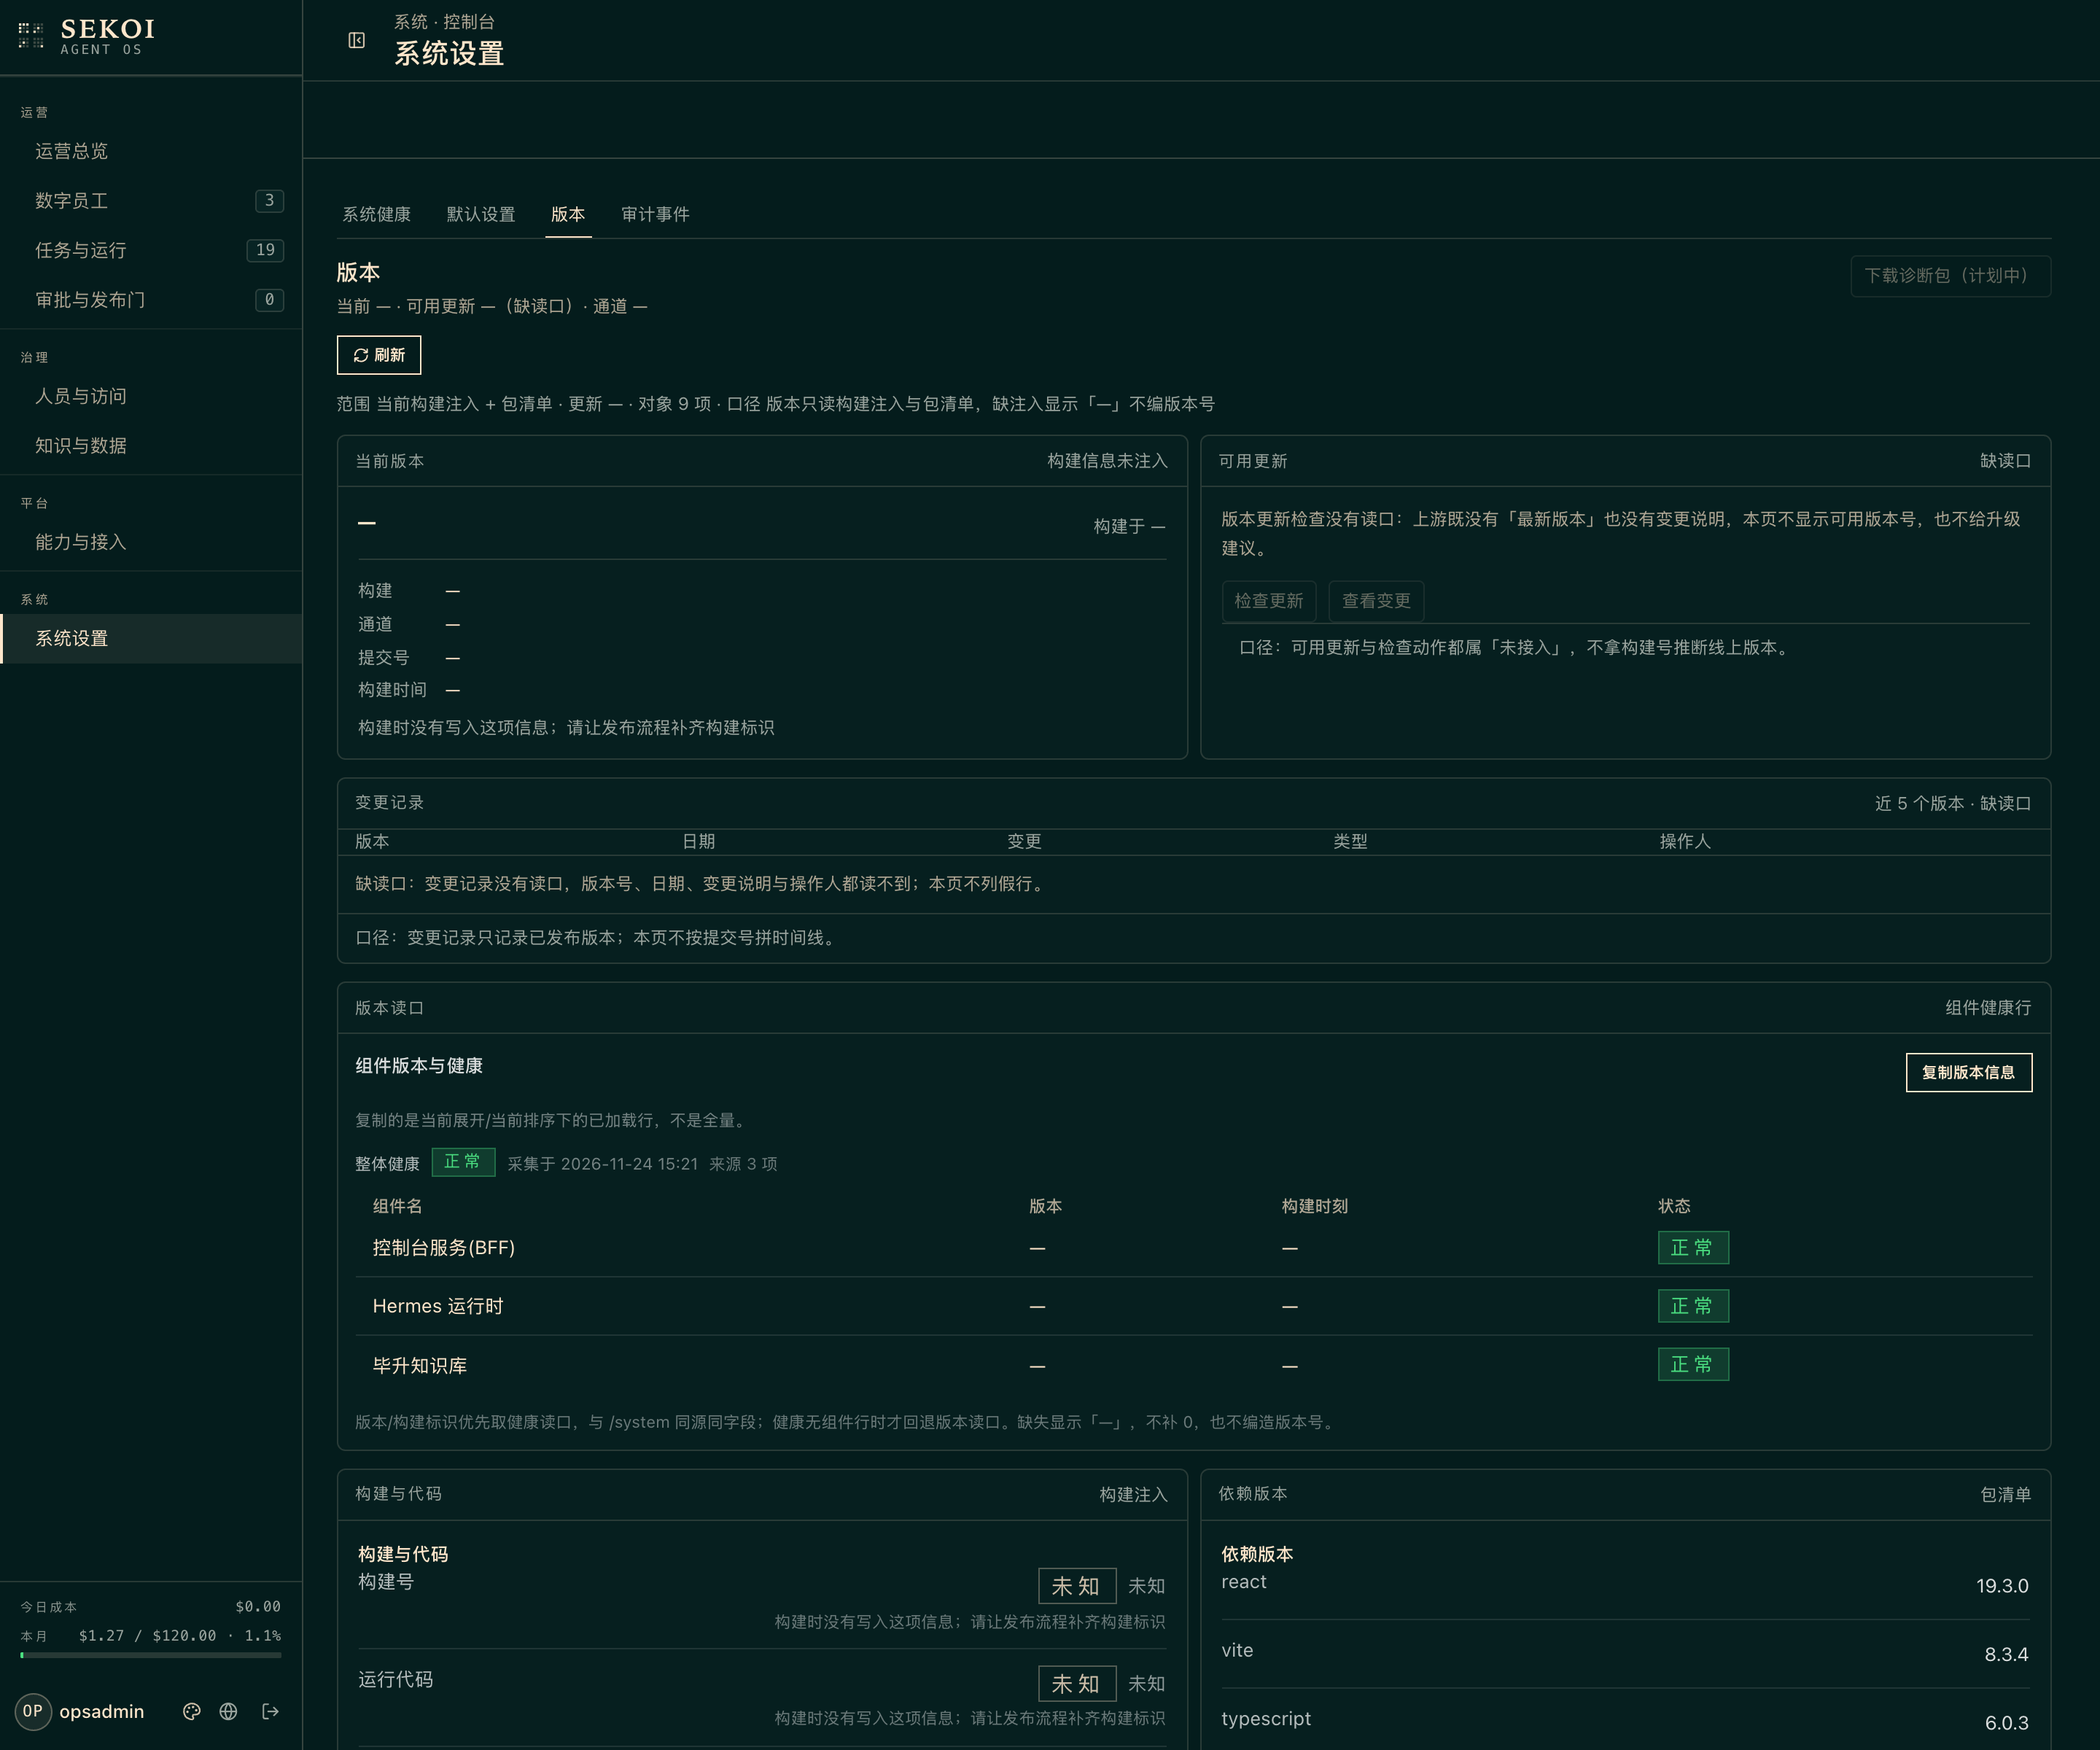 SEKOI
AGENT OS
运营
运营总览
数字员工 3
任务与运行 19
审批与发布门 0
治理
人员与访问
知识与数据
平台
能力与接入
系统
系统设置
今日成本 $0.00
本月 $1.27 / $120.00 · 1.1%
OP opsadmin
系统 · 控制台
系统设置
系统健康 默认设置 版本 审计事件
版本
下载诊断包（计划中）
当前 — · 可用更新 —（缺读口）· 通道 —
刷新
范围 当前构建注入 + 包清单 · 更新 — · 对象 9 项 · 口径 版本只读构建注入与包清单，缺注入显示「—」不编版本号
当前版本 构建信息未注入
— 构建于 —
构建 —
通道 —
提交号 —
构建时间 —
构建时没有写入这项信息；请让发布流程补齐构建标识
可用更新 缺读口
版本更新检查没有读口：上游既没有「最新版本」也没有变更说明，本页不显示可用版本号，也不给升级
建议。
检查更新 查看变更
口径：可用更新与检查动作都属「未接入」，不拿构建号推断线上版本。
变更记录 近 5 个版本 · 缺读口
版本 日期 变更 类型 操作人
缺读口：变更记录没有读口，版本号、日期、变更说明与操作人都读不到；本页不列假行。
口径：变更记录只记录已发布版本；本页不按提交号拼时间线。
版本读口 组件健康行
组件版本与健康 复制版本信息
复制的是当前展开/当前排序下的已加载行，不是全量。
整体健康 正常 采集于 2026-11-24 15:21 来源 3 项
组件名 版本 构建时刻 状态
控制台服务(BFF) — — 正常
Hermes 运行时 — — 正常
毕升知识库 — — 正常
版本/构建标识优先取健康读口，与 /system 同源同字段；健康无组件行时才回退版本读口。缺失显示「—」，不补 0，也不编造版本号。
构建与代码 构建注入
构建与代码
构建号 未知 未知
构建时没有写入这项信息；请让发布流程补齐构建标识
运行代码 未知 未知
构建时没有写入这项信息；请让发布流程补齐构建标识
依赖版本 包清单
依赖版本
react 19.3.0
vite 8.3.4
typescript 6.0.3